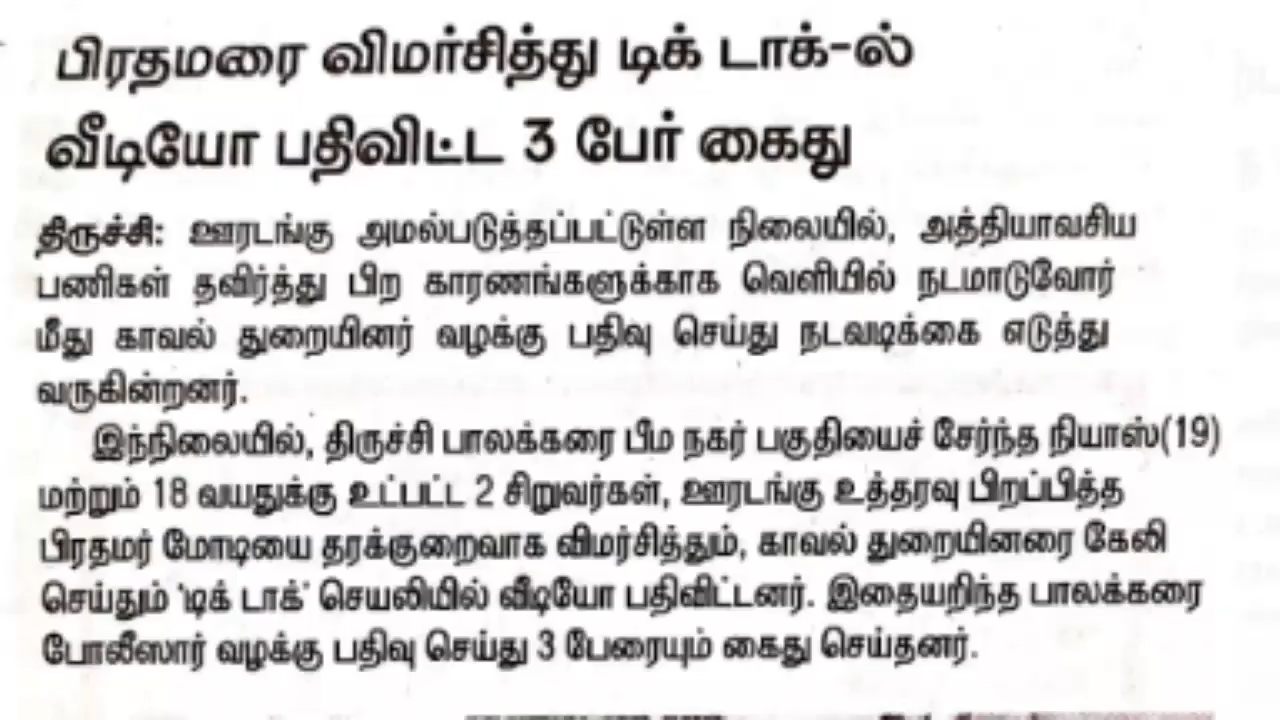 பிரதமரை விமர்சித்து டிக் டாக்-ல்
வீடியோ பதிவிட்ட 3 பேர் கைது
திருச்சி: ஊரடங்கு அமல்படுத்தப்பட்டுள்ள நிலையில், அத்தியாவசிய
பணிகள் தவிர்த்து பிற காரணங்களுக்காக வெளியில் நடமாடுவோர்
மீது காவல் துறையினர் வழக்கு பதிவு செய்து நடவடிக்கை எடுத்து
வருகின்றனர்.
இந்நிலையில், திருச்சி பாலக்கரை பீம நகர் பகுதியைச் சேர்ந்த நியாஸ்(19)
மற்றும் 18 வயதுக்கு உட்பட்ட 2 சிறுவர்கள், ஊரடங்கு உத்தரவு பிறப்பித்த
பிரதமர் மோடியை தரக்குறைவாக விமர்சித்தும், காவல் துறையினரை கேலி
செய்தும் 'டிக் டாக்' செயலியில் வீடியோ பதிவிட்டனர். இதையறிந்த பாலக்கரை
போலீஸார் வழக்கு பதிவு செய்து 3 பேரையும் கைது செய்தனர்.